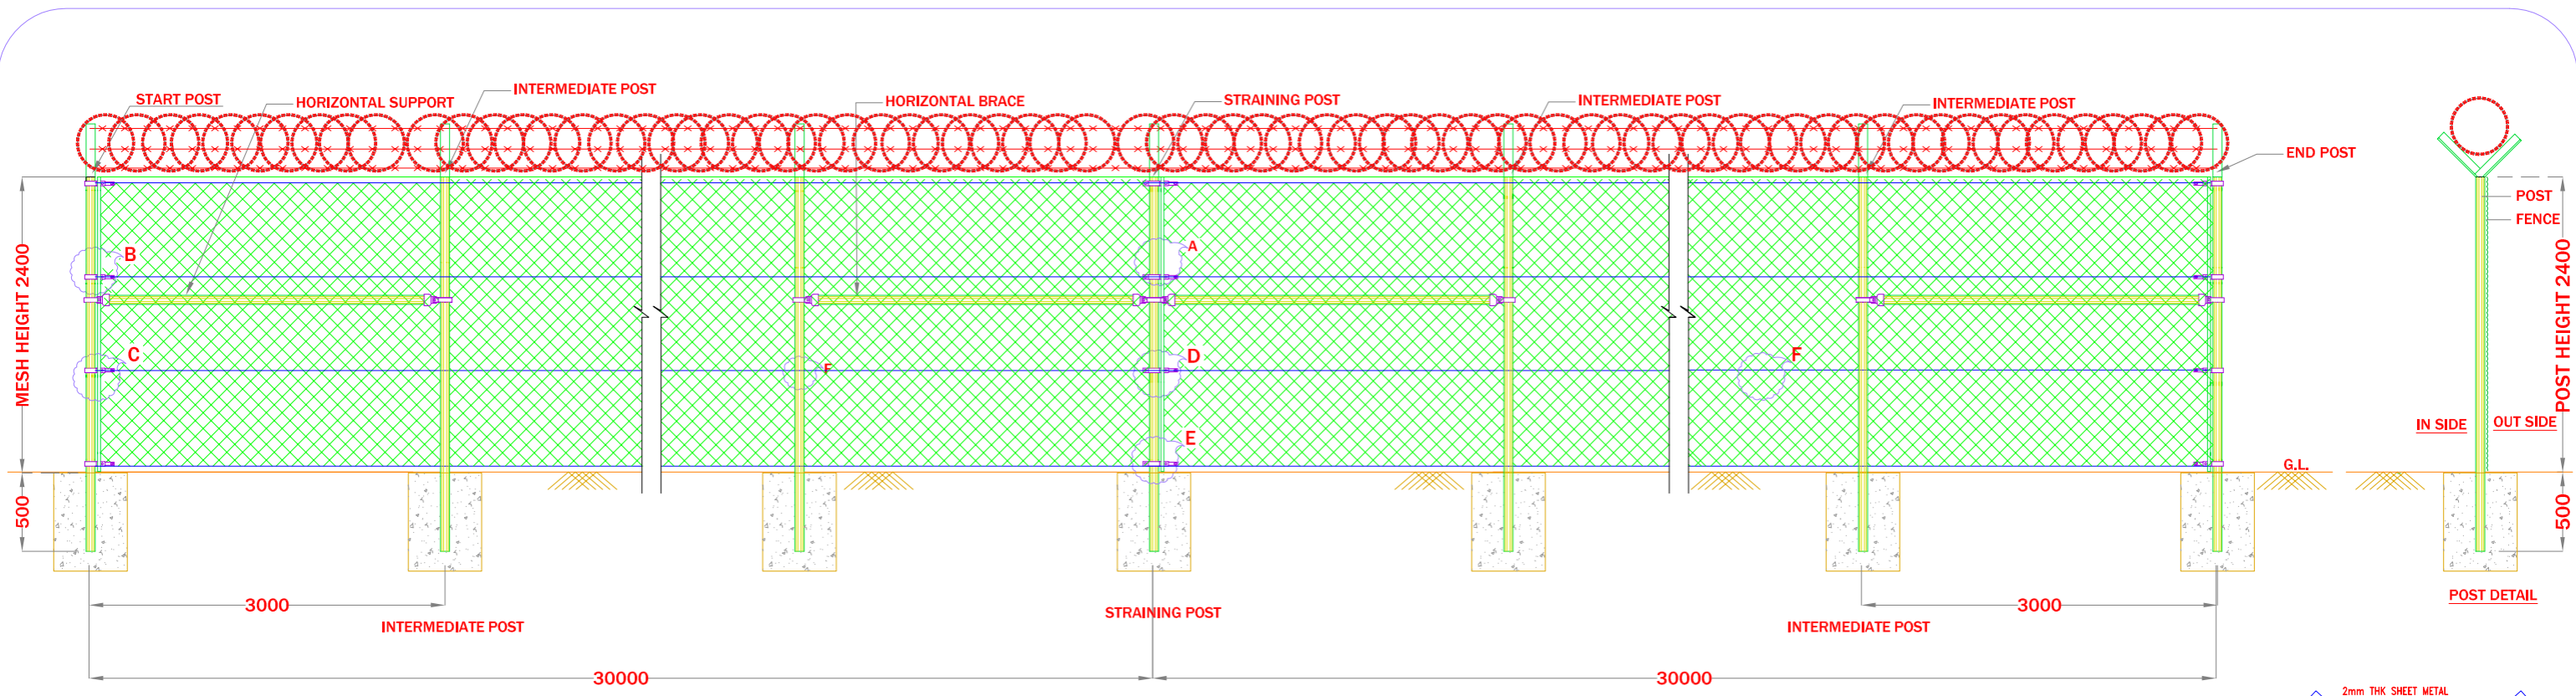 START POST
HORIZONTAL SUPPORT
INTERMEDIATE POST
HORIZONTAL BRACE
STRAINING POST
INTERMEDIATE POST
INTERMEDIATE POST
END POST
POST
FENCE
MESH HEIGHT 2400
B
A
C
F
D
F
E
POST HEIGHT 2400
IN SIDE
OUT SIDE
G.L.
500
500
3000
3000
POST DETAIL
INTERMEDIATE POST
STRAINING POST
INTERMEDIATE POST
30000
30000
2mm THK SHEET METAL